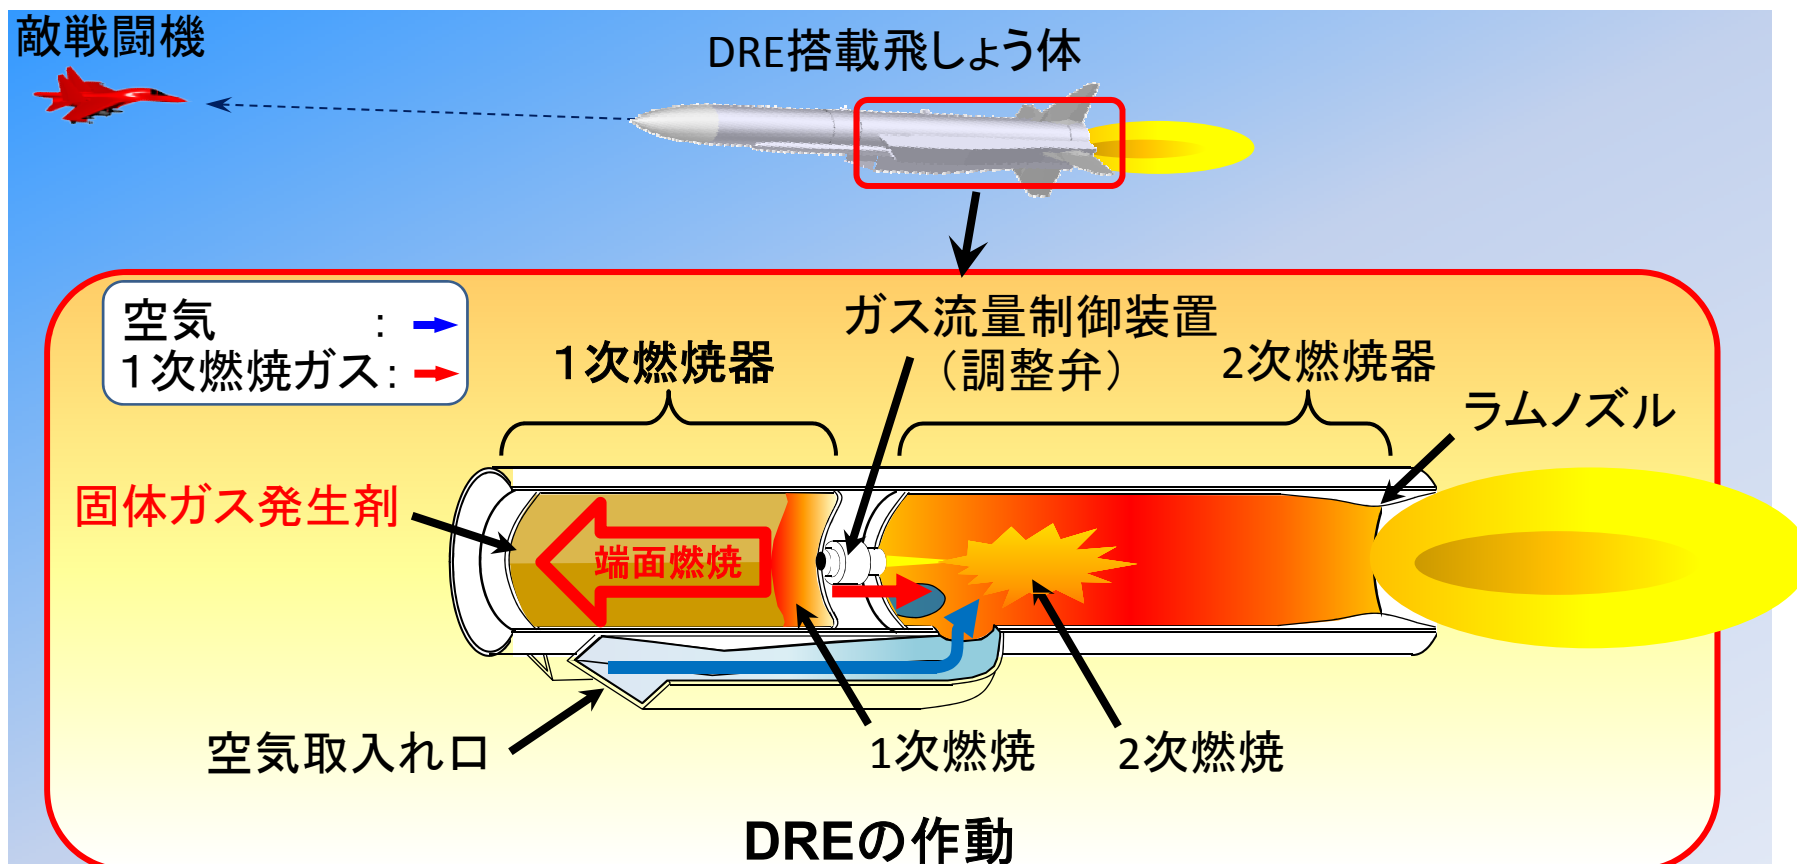 敵戦闘機
DRE搭載飛しょう体
空気 :
1次燃焼ガス:
ガス流量制御装置
（調整弁）
1次燃焼器
2次燃焼器
ラムノズル
固体ガス発生剤
端面燃焼
空気取入れ口
1次燃焼
2次燃焼
DREの作動